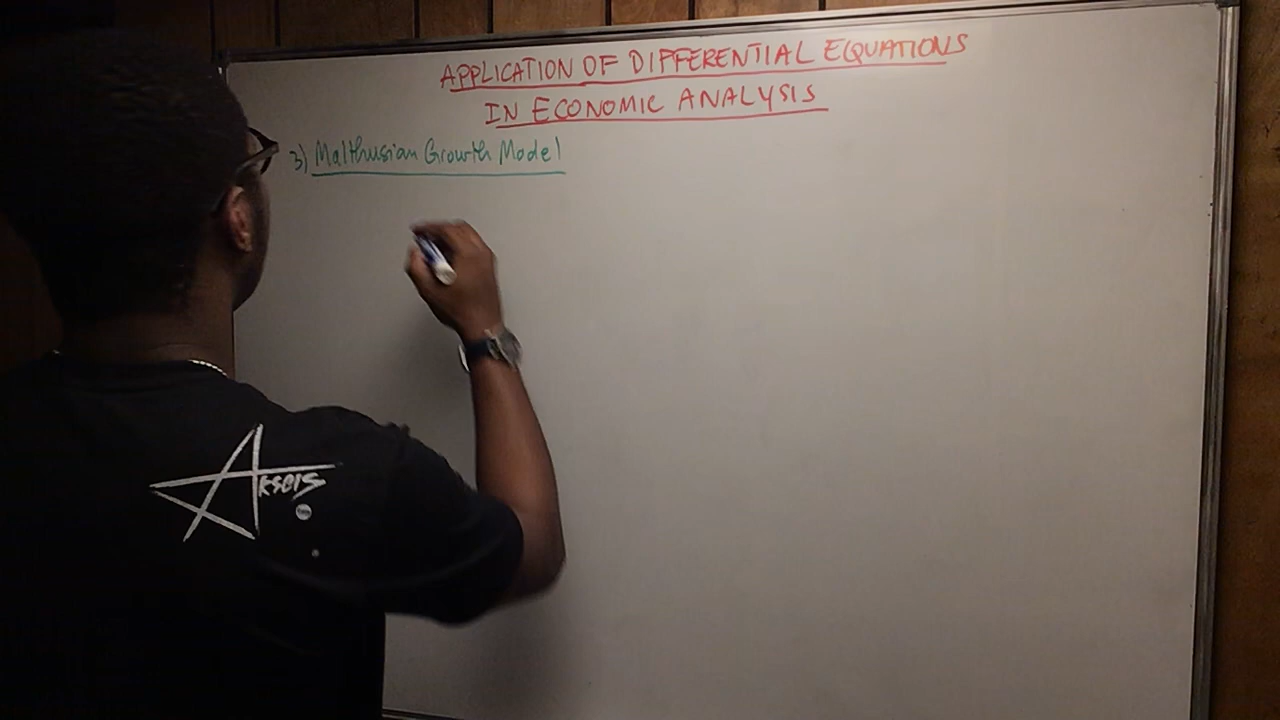 APPLICATION OF DIFFERENTIAL EQUATIONS
IN ECONOMIC ANALYSIS
3) Malthusian Growth Model